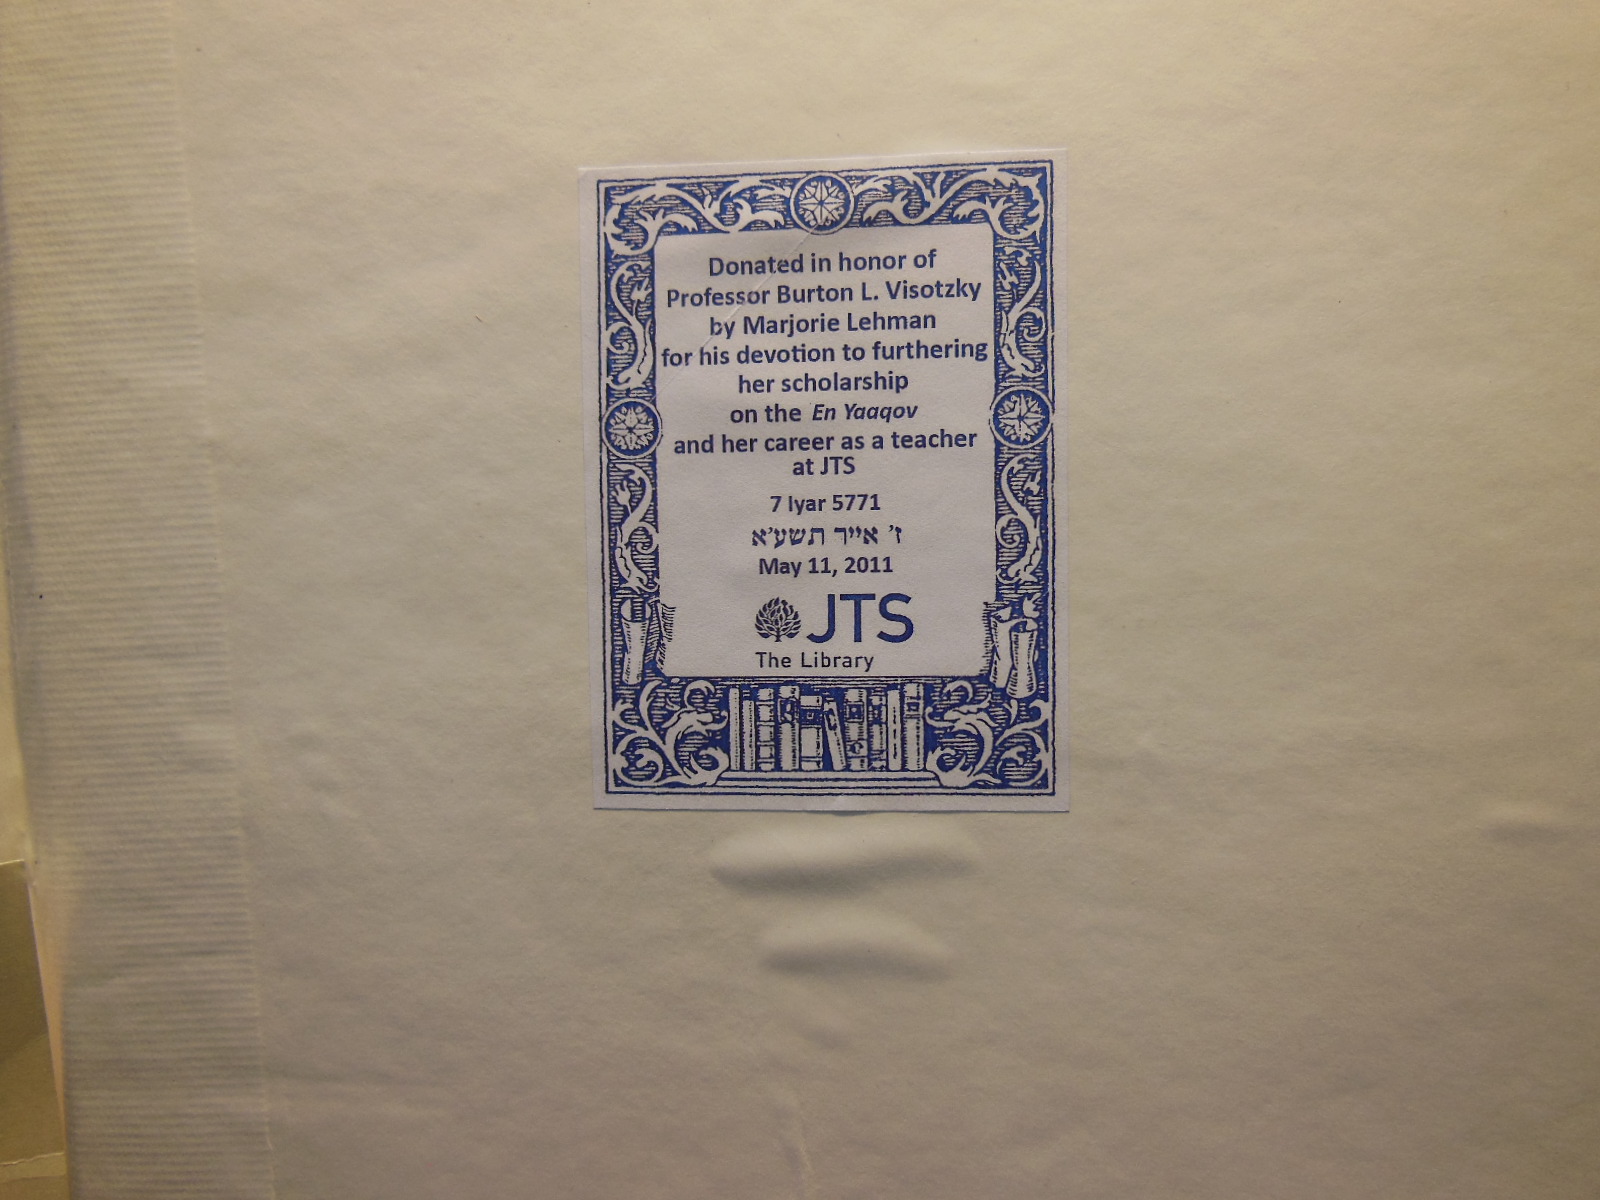 Donated in honor of
Professor Burton L. Visotzky
by Marjorie Lehman
for his devotion to furthering
her scholarship
on the En Yaaqov
and her career as a teacher
at JTS
7 Iyar 5771
ז' אייר תשע'א
May 11, 2011
JTS
The Library